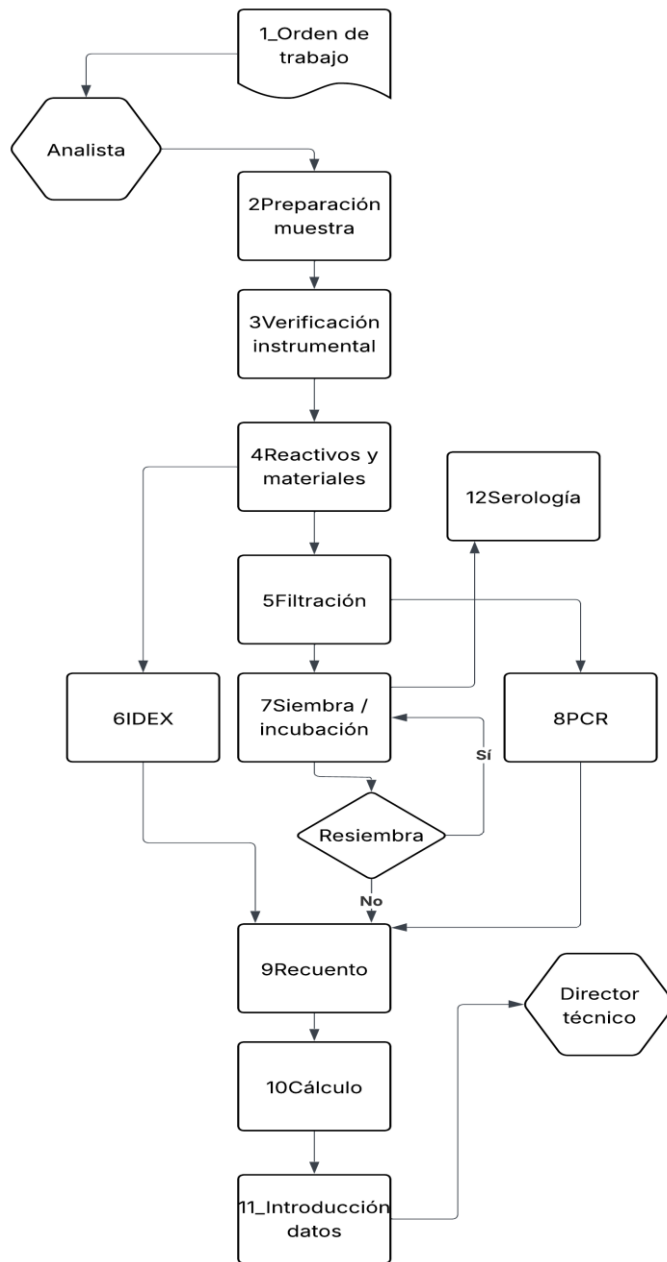 1_Orden de
trabajo
Analista
2Preparación
muestra
3Verificación
instrumental
4Reactivos y
materiales
12Serología
5Filtración
6IDEX
7Siembra /
incubación
8PCR
Sí
Resiembra
No
9Recuento
Director
técnico
10Cálculo
11_Introducción
datos